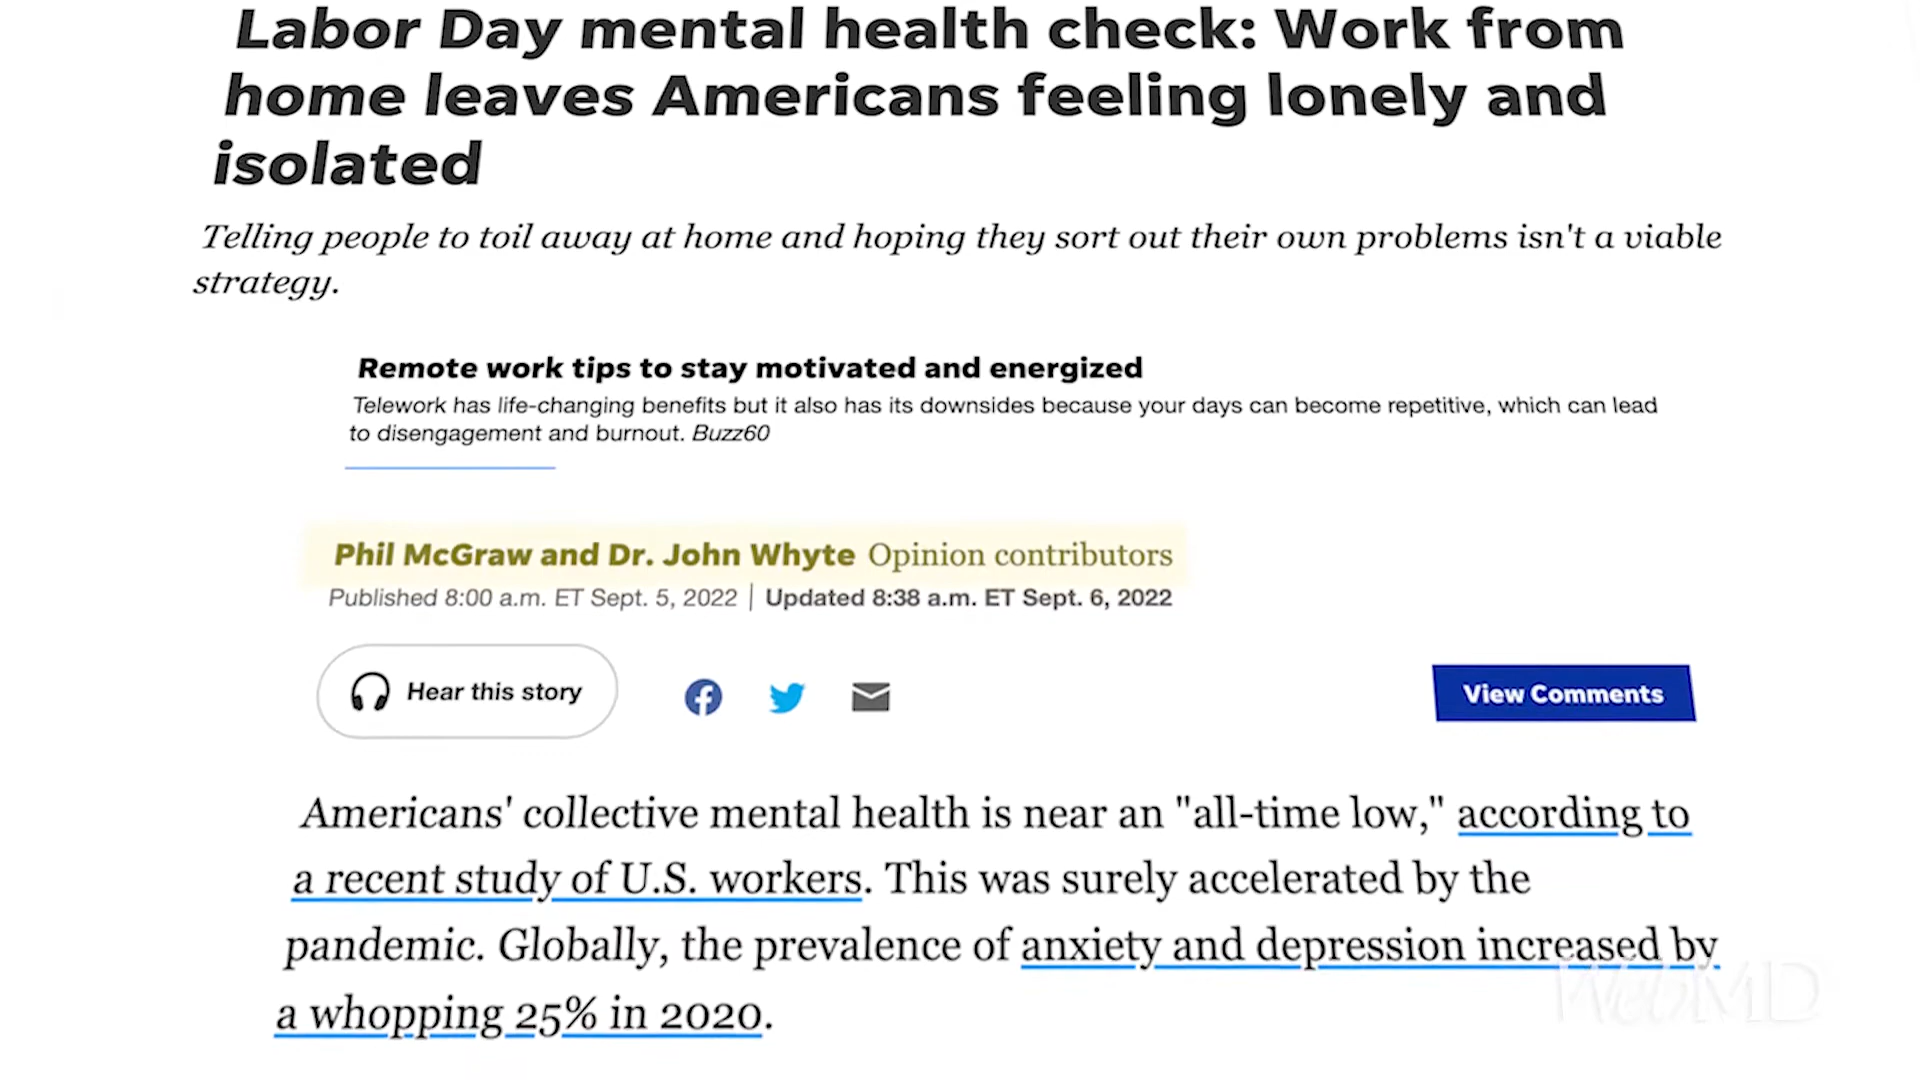 Labor Day mental health check: Work from
home leaves Americans feeling lonely and
isolated
Telling people to toil away at home and hoping they sort out their own problems isn't a viable
strategy.
Remote work tips to stay motivated and energized
Telework has life-changing benefits but it also has its downsides because your days can become repetitive, which can lead
to disengagement and burnout. Buzz60
Phil McGraw and Dr. John Whyte Opinion contributors
Published 8:00 a.m. ET Sept. 5, 2022 | Updated 8:38 a.m. ET Sept. 6, 2022
Hear this story
View Comments
Americans' collective mental health is near an "all-time low," according to
a recent study of U.S. workers. This was surely accelerated by the
pandemic. Globally, the prevalence of anxiety and depression increased by
a whopping 25% in 2020.
WebMD